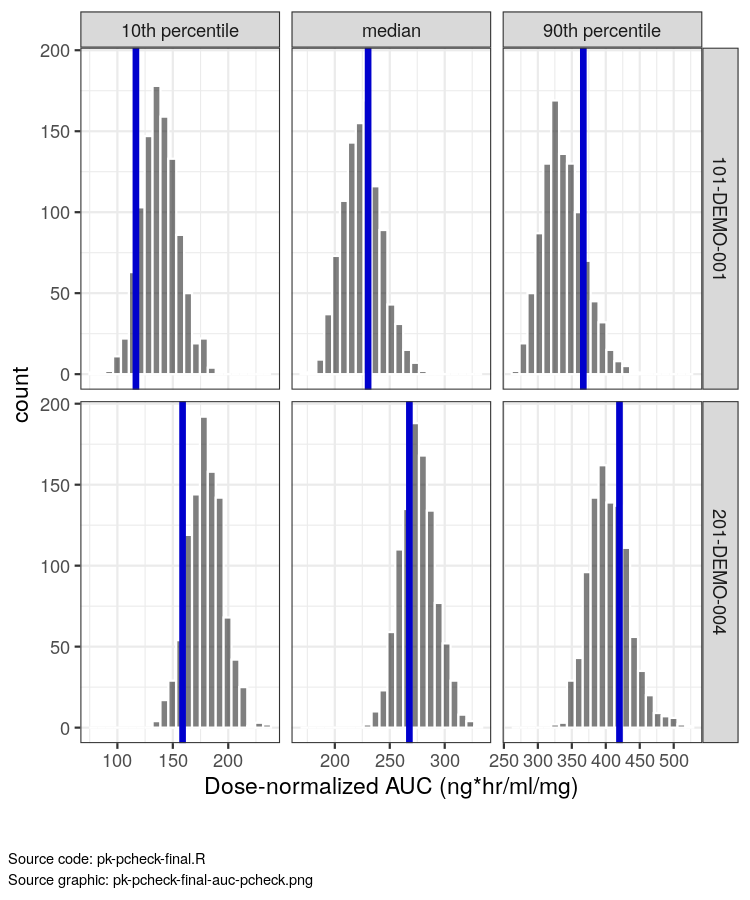 10th percentile median 90th percentile
200
150
100
50
0
101-DEMO-001
count
200
150
100
50
0
201-DEMO-004
100 150 200 200 250 300 250 300 350 400 450 500
Dose-normalized AUC (ng*hr/ml/mg)
Source code: pk-pcheck-final.R
Source graphic: pk-pcheck-final-auc-pcheck.png